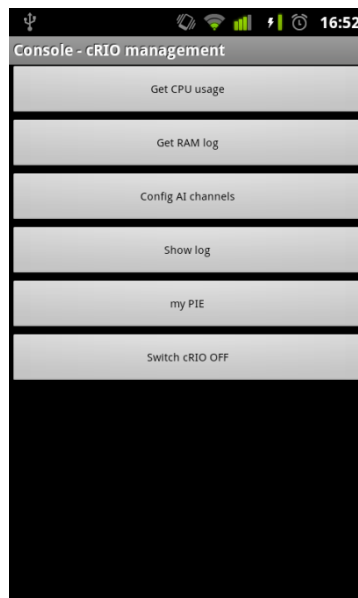 16:52
Console - cRIO management
Get CPU usage
Get RAM log
Config AI channels
Show log
my PIE
Switch cRIO OFF